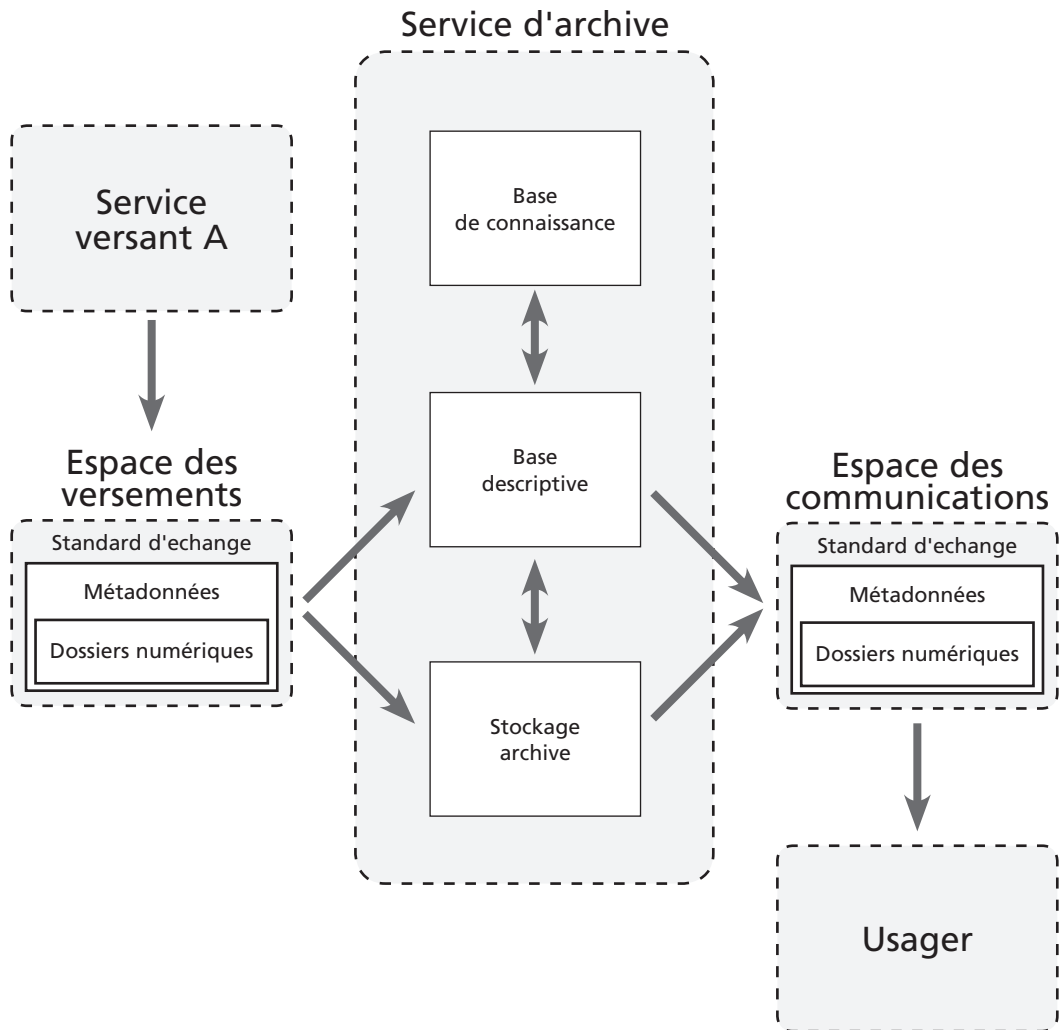 Service d'archive
Service
versant A
Base
de connaissance
Espace des
versements
Standard d'echange
Métadonnées
Dossiers numériques
Base
descriptive
Stockage
archive
Espace des
communications
Standard d'echange
Métadonnées
Dossiers numériques
Usager